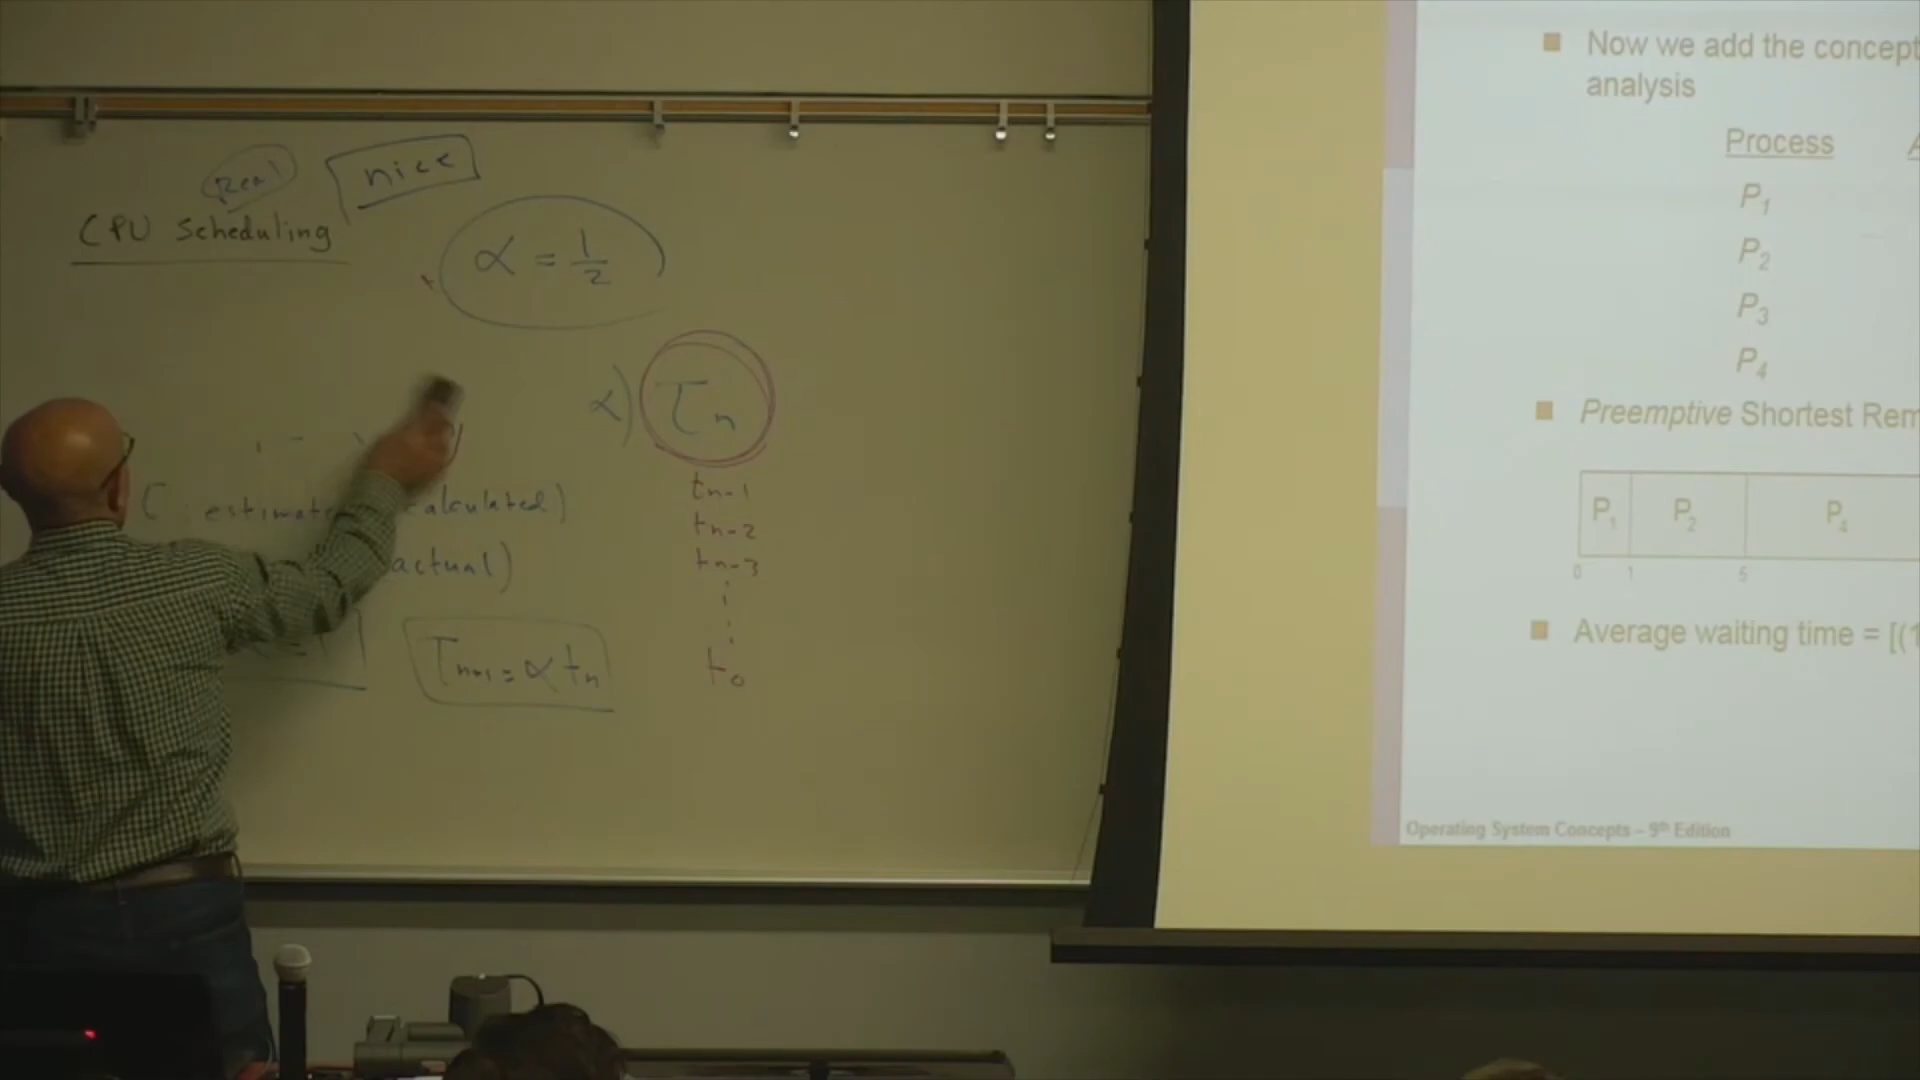 Real
nice
CPU Scheduling
α = 1/2
α) τn
( estimate calculated)
tn-1
tn-2
actual)
tn-3
τn+1 = α tn
t0
Now we add the concept
analysis
Process
P1
P2
P3
P4
Preemptive Shortest Rem
P1 P2 P4
0 1 5
Average waiting time = [(1
Operating System Concepts – 9th Edition